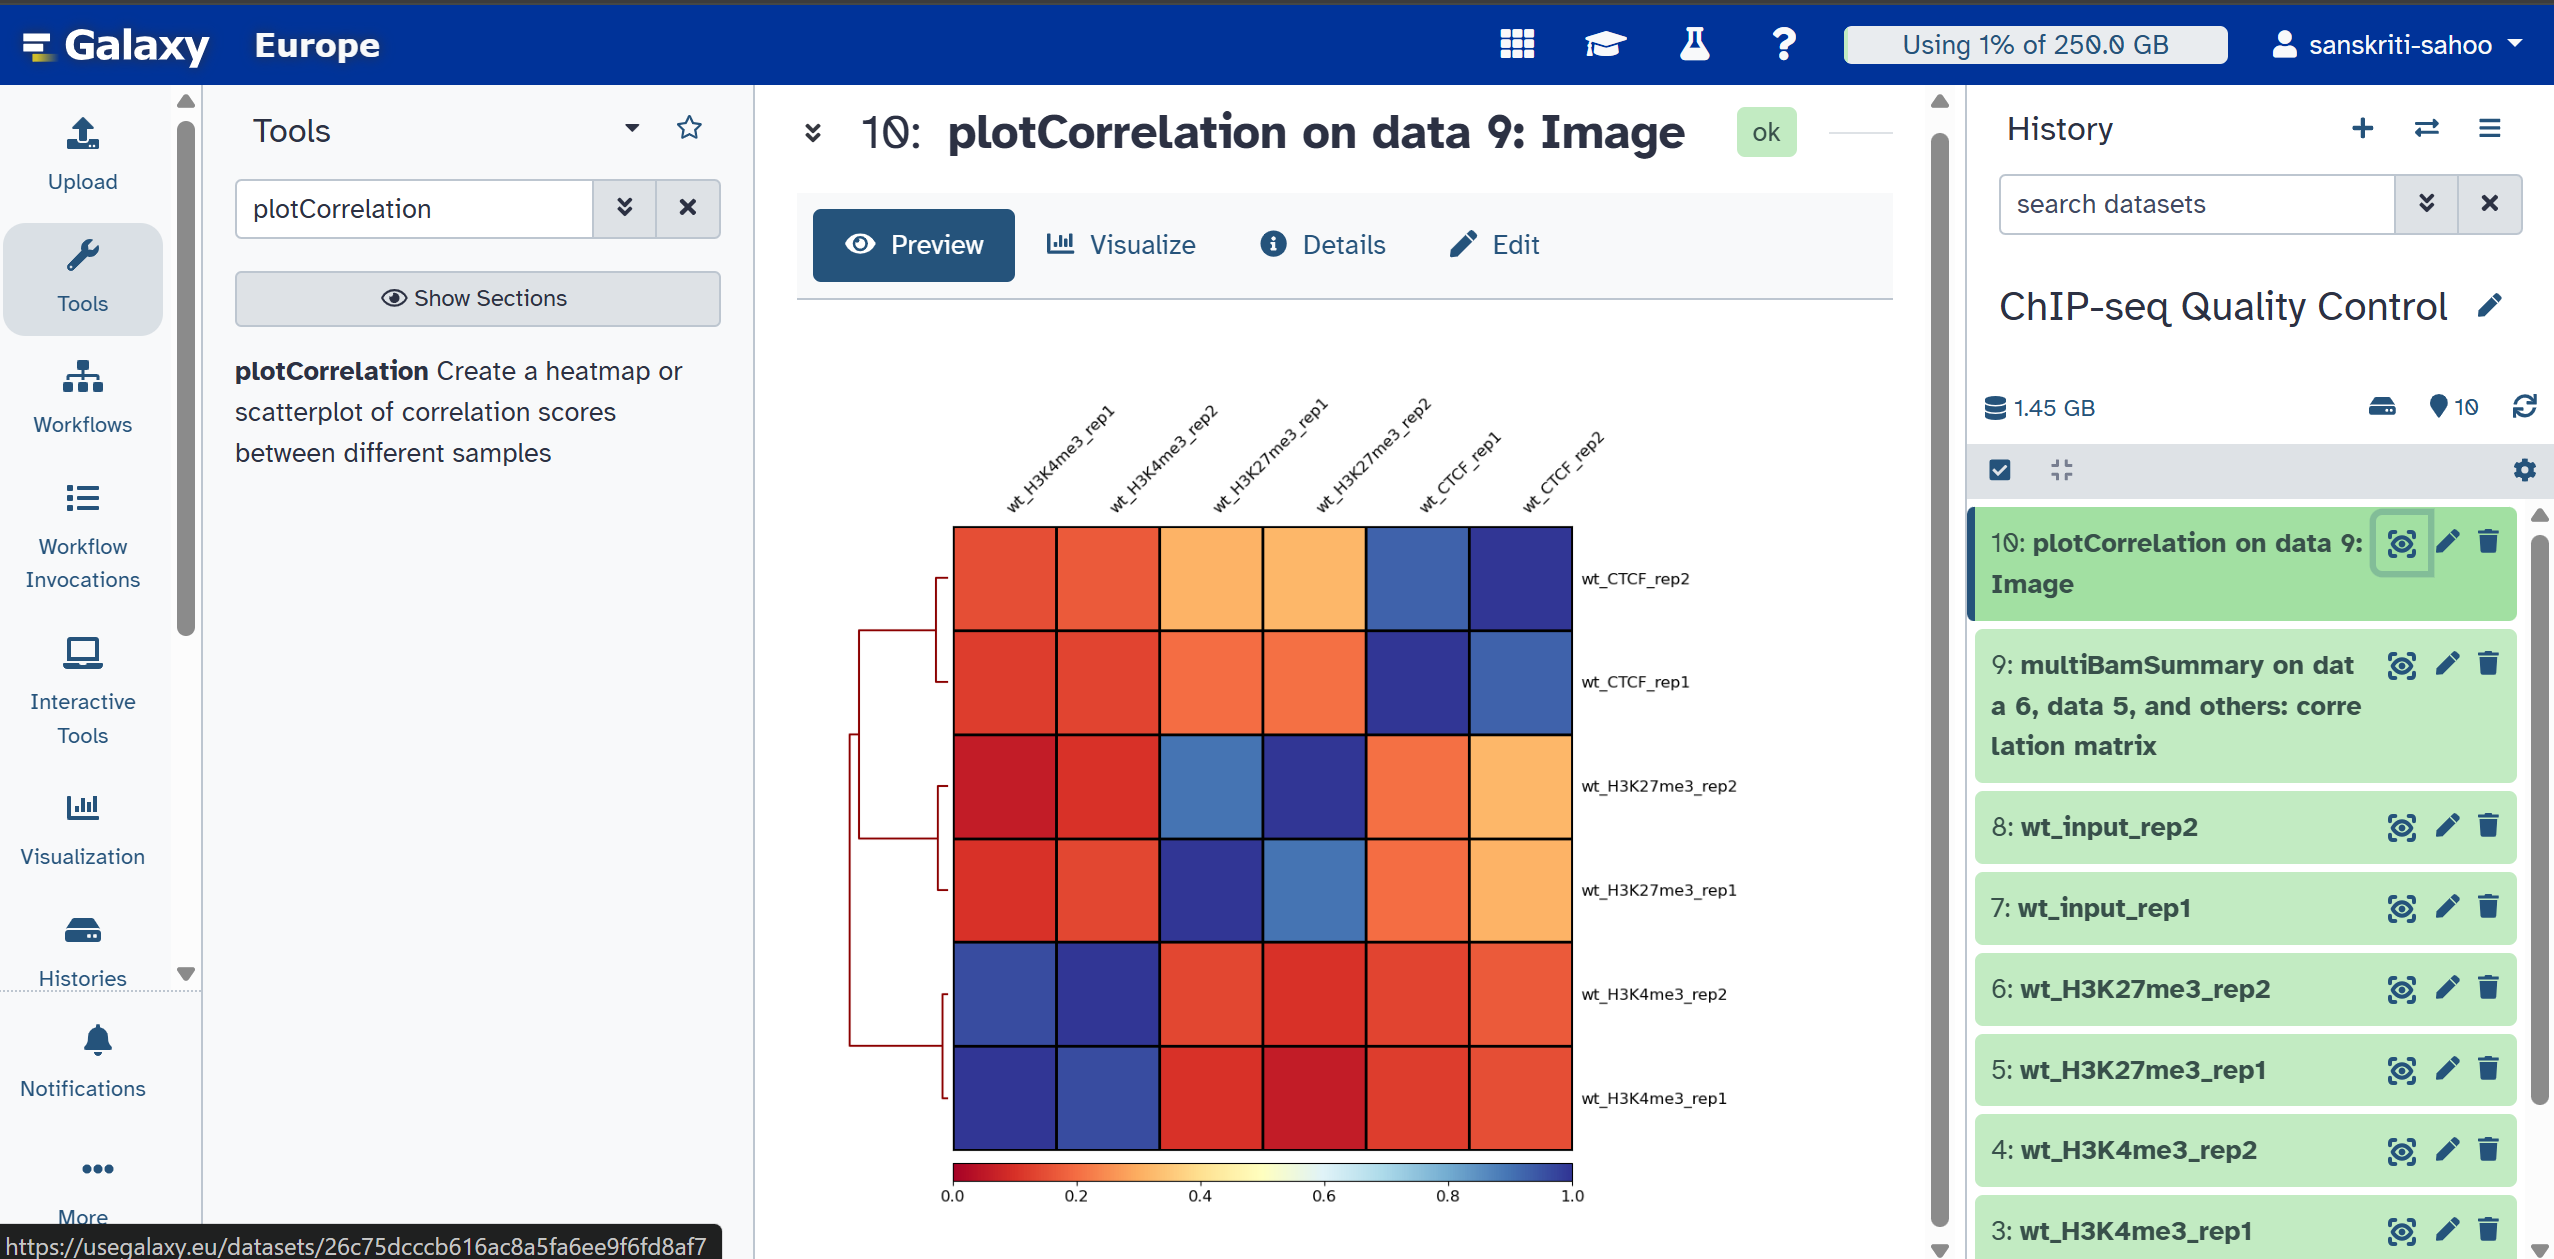 Galaxy Europe
Using 1% of 250.0 GB
sanskriti-sahoo
Upload
Tools
Workflows
Workflow
Invocations
Interactive
Tools
Visualization
Histories
Notifications
More
Tools
plotCorrelation
Show Sections
plotCorrelation Create a heatmap or
scatterplot of correlation scores
between different samples
10: plotCorrelation on data 9: Image
ok
Preview
Visualize
Details
Edit
wt_H3K4me3_rep1
wt_H3K4me3_rep2
wt_H3K27me3_rep1
wt_H3K27me3_rep2
wt_CTCF_rep1
wt_CTCF_rep2
wt_CTCF_rep2
wt_CTCF_rep1
wt_H3K27me3_rep2
wt_H3K27me3_rep1
wt_H3K4me3_rep2
wt_H3K4me3_rep1
0.0 0.2 0.4 0.6 0.8 1.0
History
search datasets
ChIP-seq Quality Control
1.45 GB
10
10: plotCorrelation on data 9:
Image
9: multiBamSummary on dat
a 6, data 5, and others: corre
lation matrix
8: wt_input_rep2
7: wt_input_rep1
6: wt_H3K27me3_rep2
5: wt_H3K27me3_rep1
4: wt_H3K4me3_rep2
3: wt_H3K4me3_rep1
https://usegalaxy.eu/datasets/26c75dcccb616ac8a5fa6ee9f6fd8af7